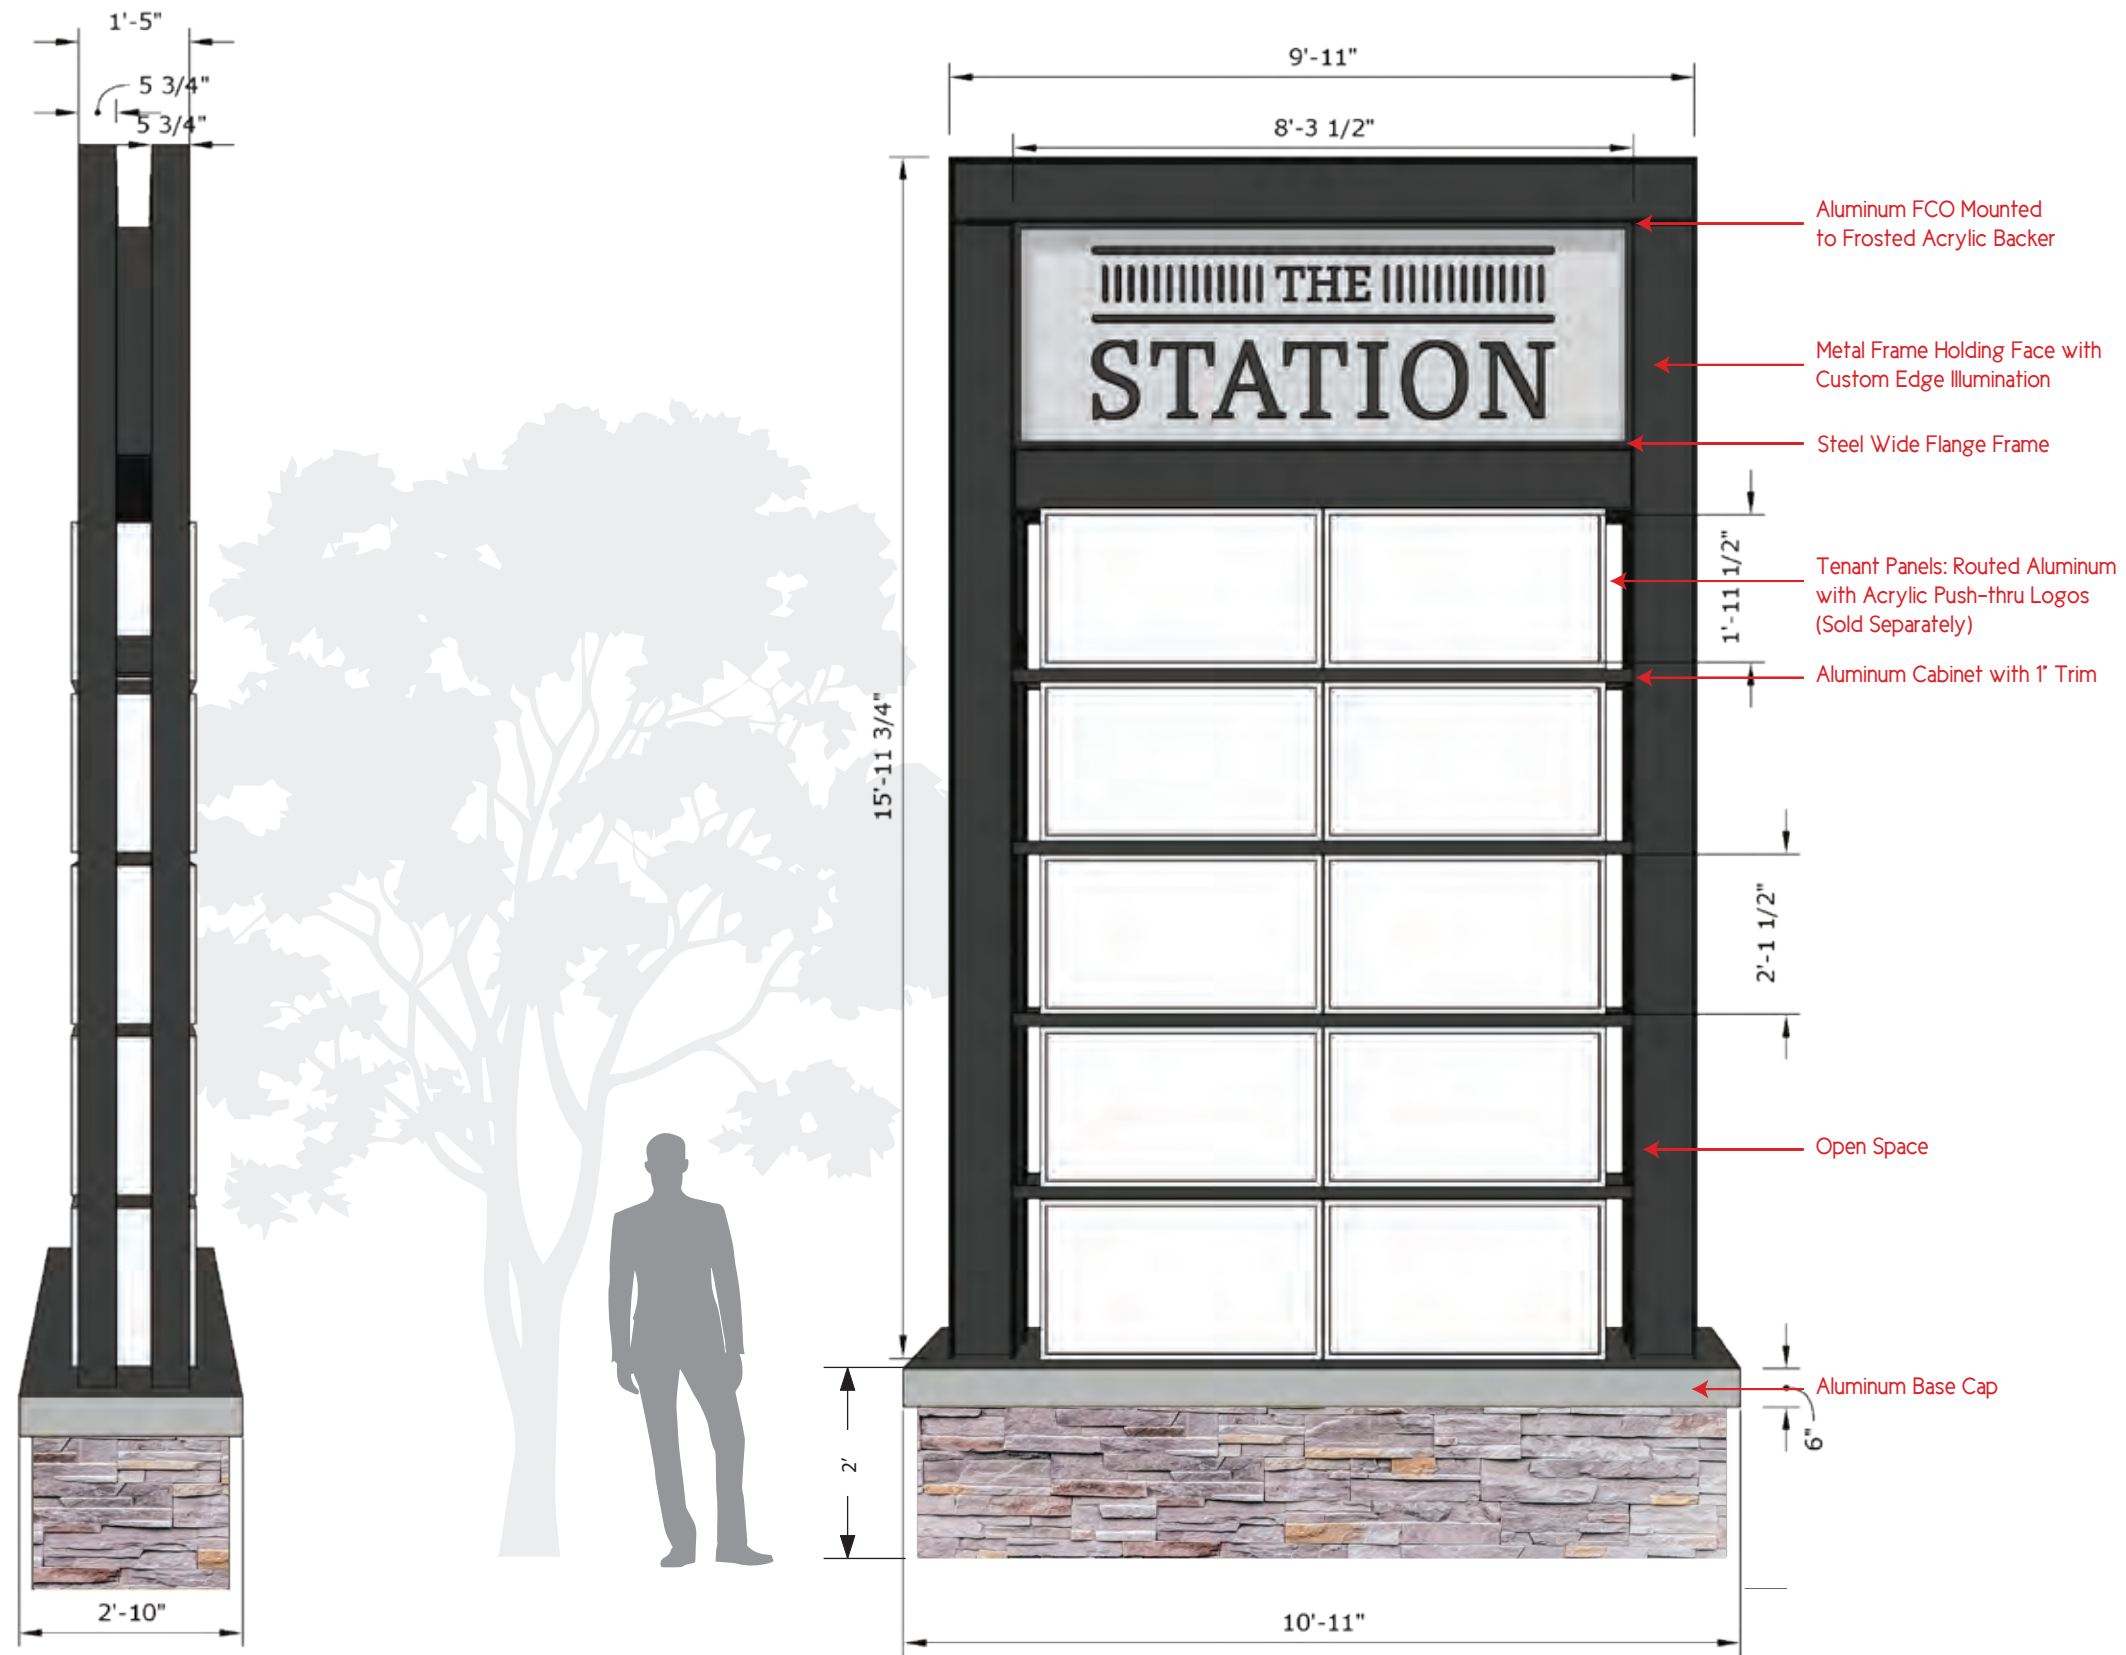 1'-5"
5 3/4"
5 3/4"
9'-11"
8'-3 1/2"
THE
STATION
15'-11 3/4"
1'-11 1/2"
2'-1 1/2"
6"
2'
2'-10"
10'-11"
Aluminum FCO Mounted
to Frosted Acrylic Backer
Metal Frame Holding Face with
Custom Edge Illumination
Steel Wide Flange Frame
Tenant Panels: Routed Aluminum
with Acrylic Push-thru Logos
(Sold Separately)
Aluminum Cabinet with 1" Trim
Open Space
Aluminum Base Cap